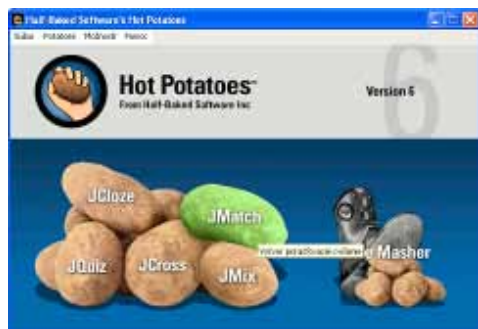 Half-Baked Software's Hot Potatoes
Potatoes
Hot Potatoes™
From Half-Baked Software Inc
Version 6
6
JCloze
JMatch
JQuiz
JCross
JMix
e Masher